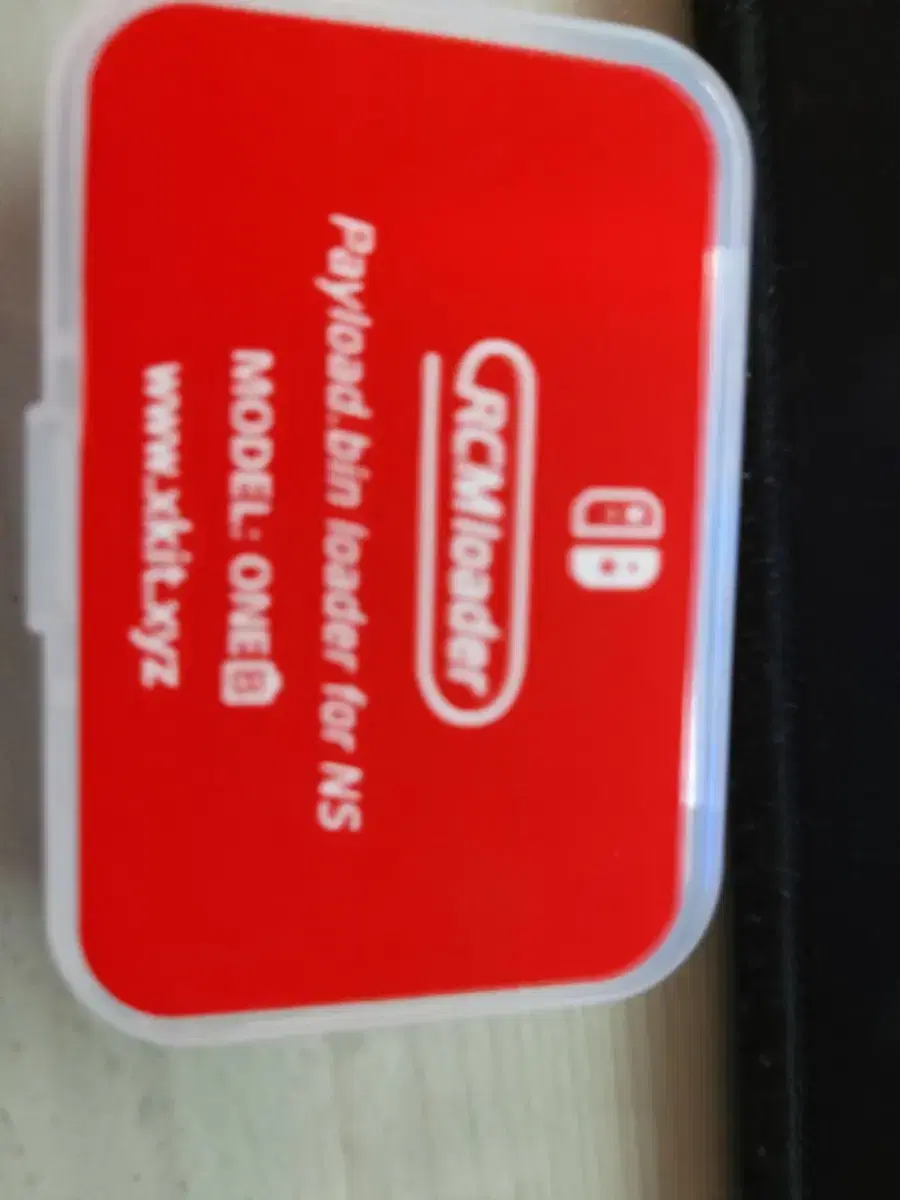 RCMloader
Payload.bin loader for NS
MODEL: ONE B
www.xkit.xyz